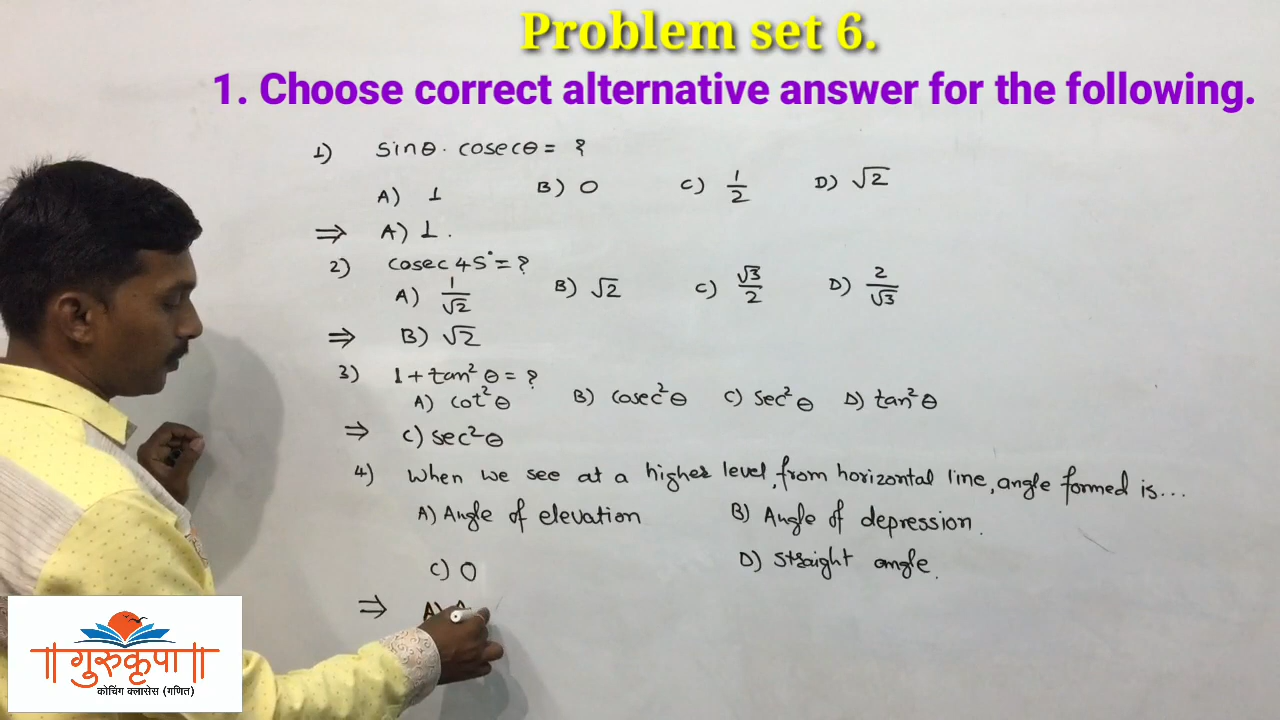 Problem set 6.
1. Choose correct alternative answer for the following.
1) sinθ · cosecθ = ?
A) 1 B) 0 C) 1/2 D) √2
⇒ A) 1.
2) cosec 45° = ?
A) 1/√2 B) √2 C) √3/2 D) 2/√3
⇒ B) √2
3) 1 + tan² θ = ?
A) cot²θ B) cosec²θ C) sec²θ D) tan²θ
⇒ C) sec²θ
4) When we see at a higher level, from horizontal line, angle formed is...
A) Angle of elevation B) Angle of depression.
C) 0 D) straight angle.
⇒ A) A
॥ गुरुकृपा ॥
कोचिंग क्लासेस (गणित)